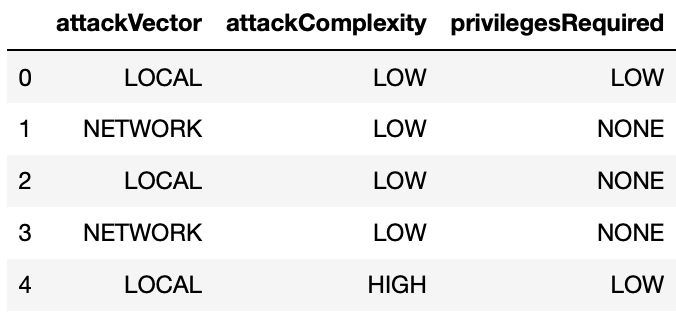 attackVector attackComplexity privilegesRequired
0 LOCAL LOW LOW
1 NETWORK LOW NONE
2 LOCAL LOW NONE
3 NETWORK LOW NONE
4 LOCAL HIGH LOW